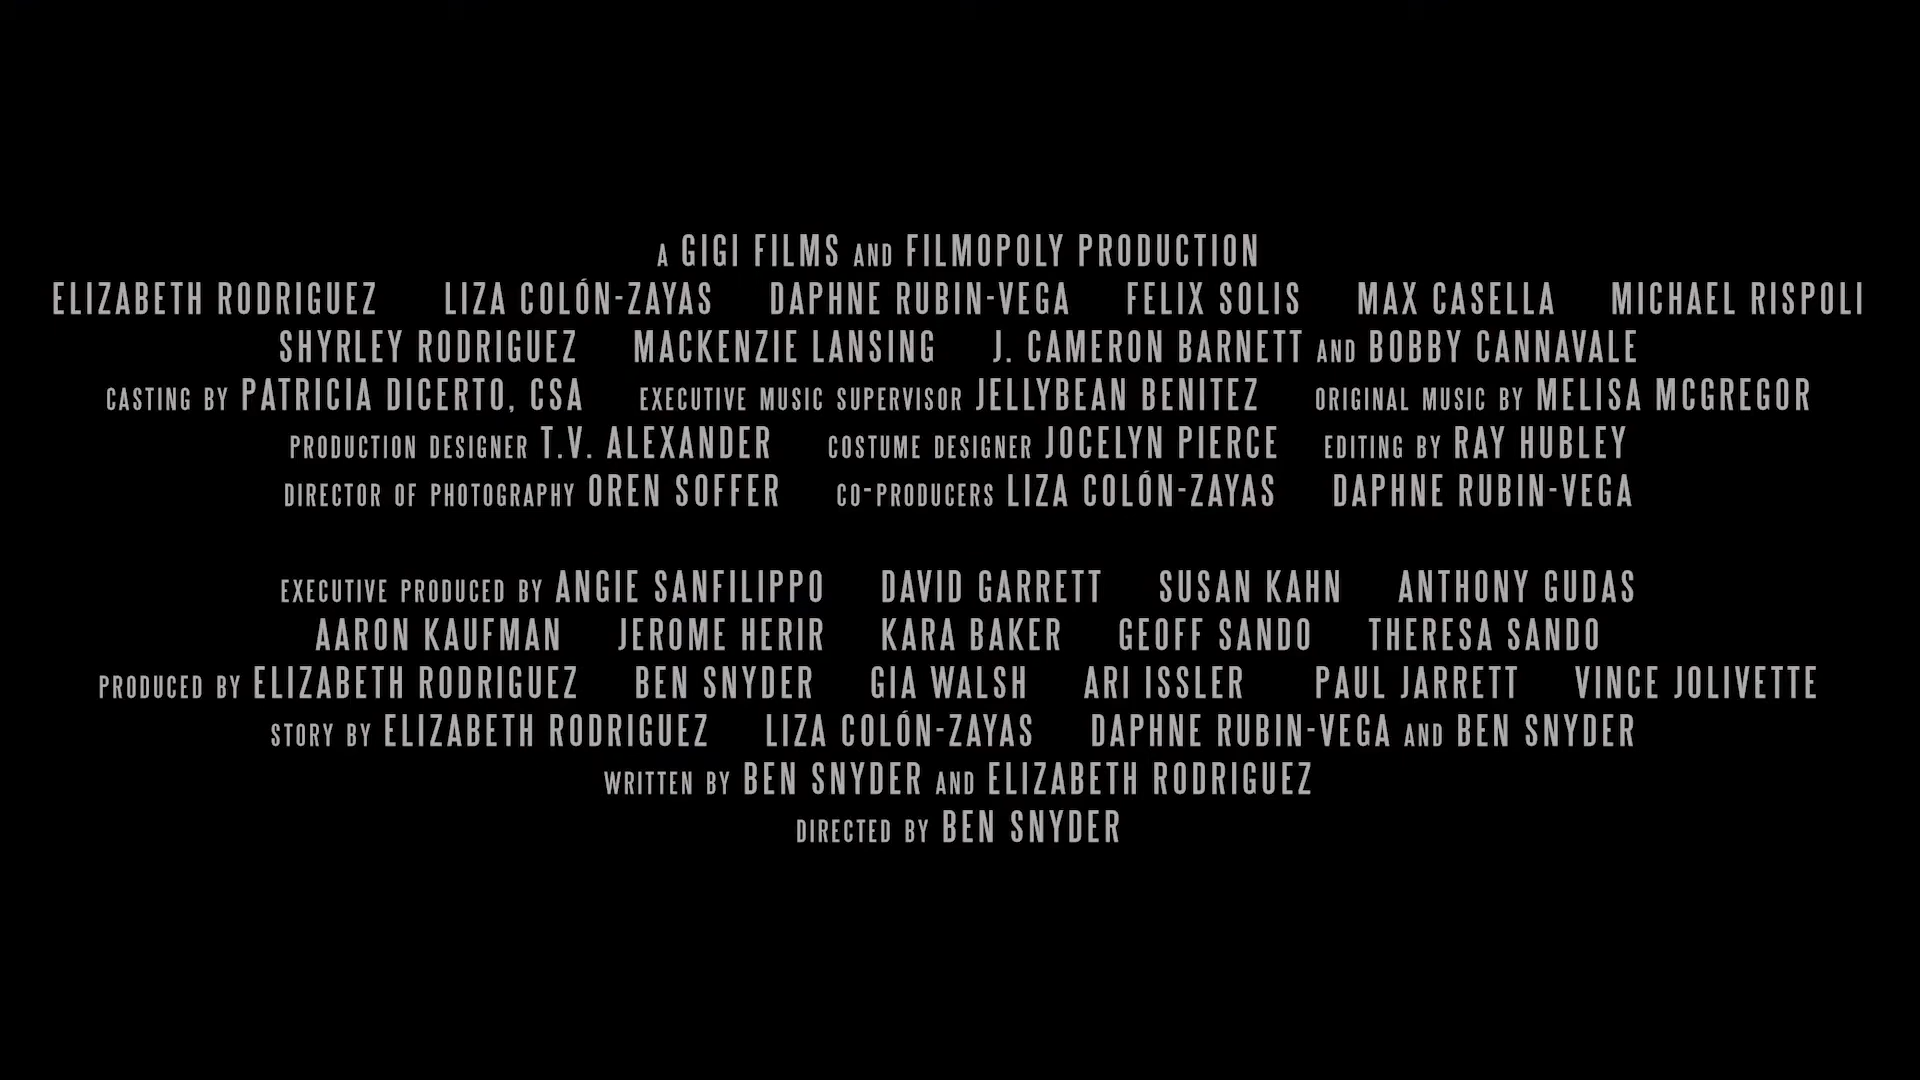 A GIGI FILMS AND FILMOPOLY PRODUCTION
ELIZABETH RODRIGUEZ LIZA COLÓN-ZAYAS DAPHNE RUBIN-VEGA FELIX SOLIS MAX CASELLA MICHAEL RISPOLI
SHYRLEY RODRIGUEZ MACKENZIE LANSING J. CAMERON BARNETT AND BOBBY CANNAVALE
CASTING BY PATRICIA DICERTO, CSA EXECUTIVE MUSIC SUPERVISOR JELLYBEAN BENITEZ ORIGINAL MUSIC BY MELISA MCGREGOR
PRODUCTION DESIGNER T.V. ALEXANDER COSTUME DESIGNER JOCELYN PIERCE EDITING BY RAY HUBLEY
DIRECTOR OF PHOTOGRAPHY OREN SOFFER CO-PRODUCERS LIZA COLÓN-ZAYAS DAPHNE RUBIN-VEGA
EXECUTIVE PRODUCED BY ANGIE SANFILIPPO DAVID GARRETT SUSAN KAHN ANTHONY GUDAS
AARON KAUFMAN JEROME HERIR KARA BAKER GEOFF SANDO THERESA SANDO
PRODUCED BY ELIZABETH RODRIGUEZ BEN SNYDER GIA WALSH ARI ISSLER PAUL JARRETT VINCE JOLIVETTE
STORY BY ELIZABETH RODRIGUEZ LIZA COLÓN-ZAYAS DAPHNE RUBIN-VEGA AND BEN SNYDER
WRITTEN BY BEN SNYDER AND ELIZABETH RODRIGUEZ
DIRECTED BY BEN SNYDER